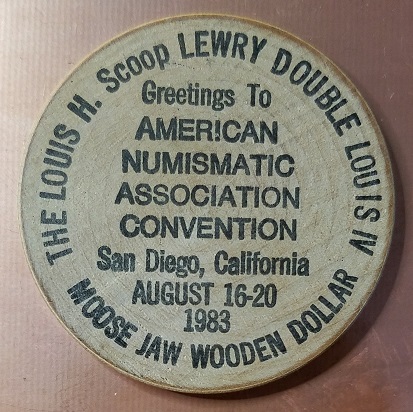 THE LOUIS H. Scoop LEWRY DOUBLE LOUIS IV
Greetings To
AMERICAN
NUMISMATIC
ASSOCIATION
CONVENTION
San Diego, California
AUGUST 16-20
1983
MOOSE JAW WOODEN DOLLAR